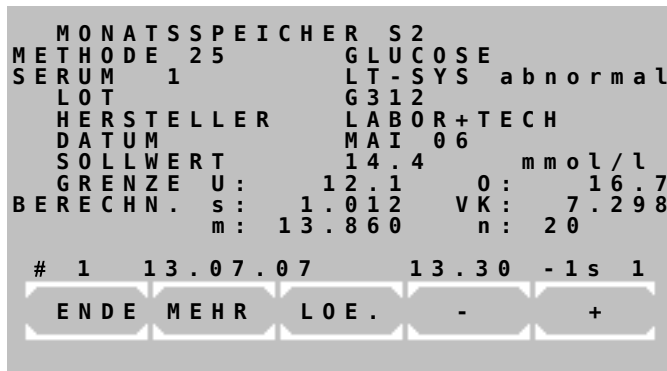 MONATSSPEICHER S2
METHODE 25 GLUCOSE
SERUM 1 LT-SYS abnormal
LOT G312
HERSTELLER LABOR+TECH
DATUM MAI 06
SOLLWERT 14.4 mmol/l
GRENZE U: 12.1 O: 16.7
BERECHN. s: 1.012 VK: 7.298
m: 13.860 n: 20
# 1 13.07.07 13.30 -1s 1
ENDE MEHR LOE. - +